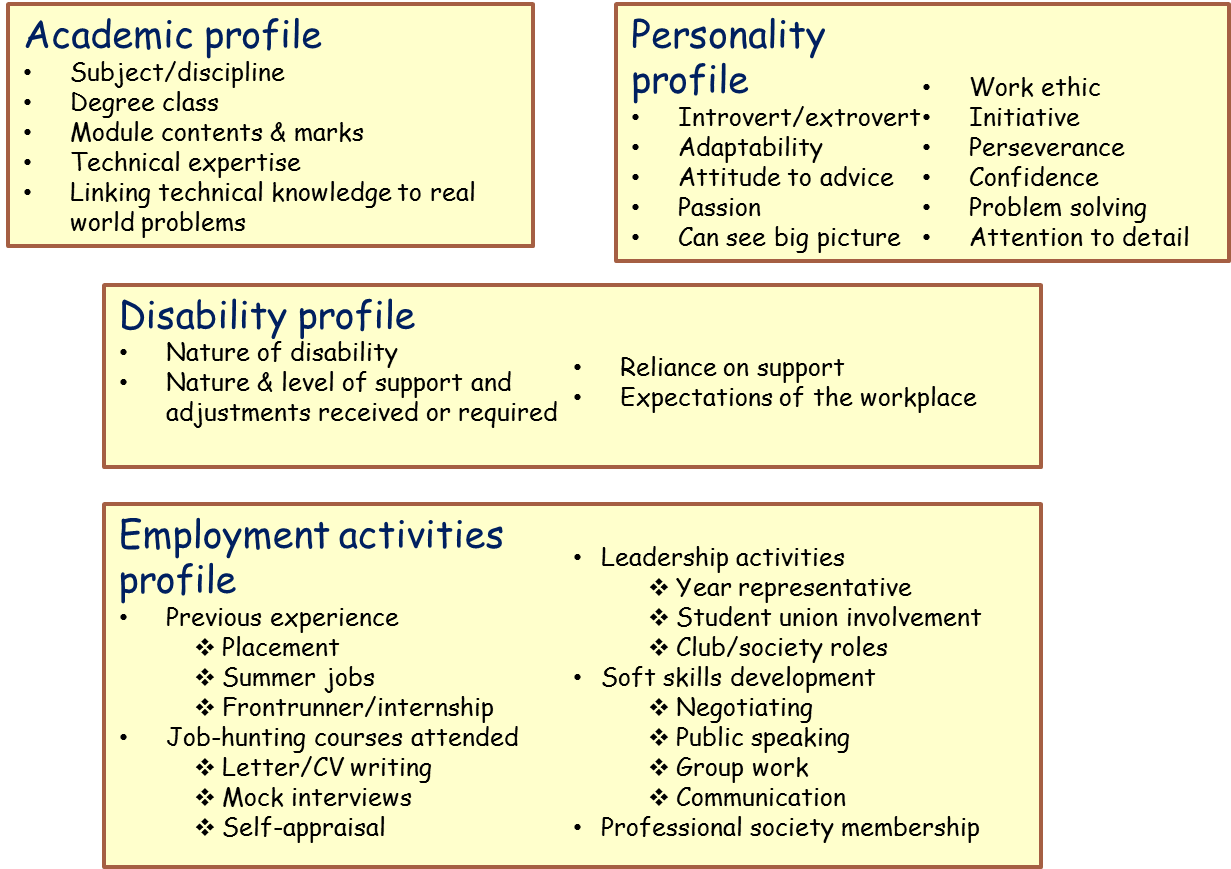 Academic profile
• Subject/discipline
• Degree class
• Module contents & marks
• Technical expertise
• Linking technical knowledge to real
world problems
Personality
profile
• Introvert/extrovert
• Adaptability
• Attitude to advice
• Passion
• Can see big picture
• Work ethic
• Initiative
• Perseverance
• Confidence
• Problem solving
• Attention to detail
Disability profile
• Nature of disability
• Nature & level of support and
adjustments received or required
• Reliance on support
• Expectations of the workplace
Employment activities
profile
• Previous experience
❖ Placement
❖ Summer jobs
❖ Frontrunner/internship
• Job-hunting courses attended
❖ Letter/CV writing
❖ Mock interviews
❖ Self-appraisal
• Leadership activities
❖ Year representative
❖ Student union involvement
❖ Club/society roles
• Soft skills development
❖ Negotiating
❖ Public speaking
❖ Group work
❖ Communication
• Professional society membership